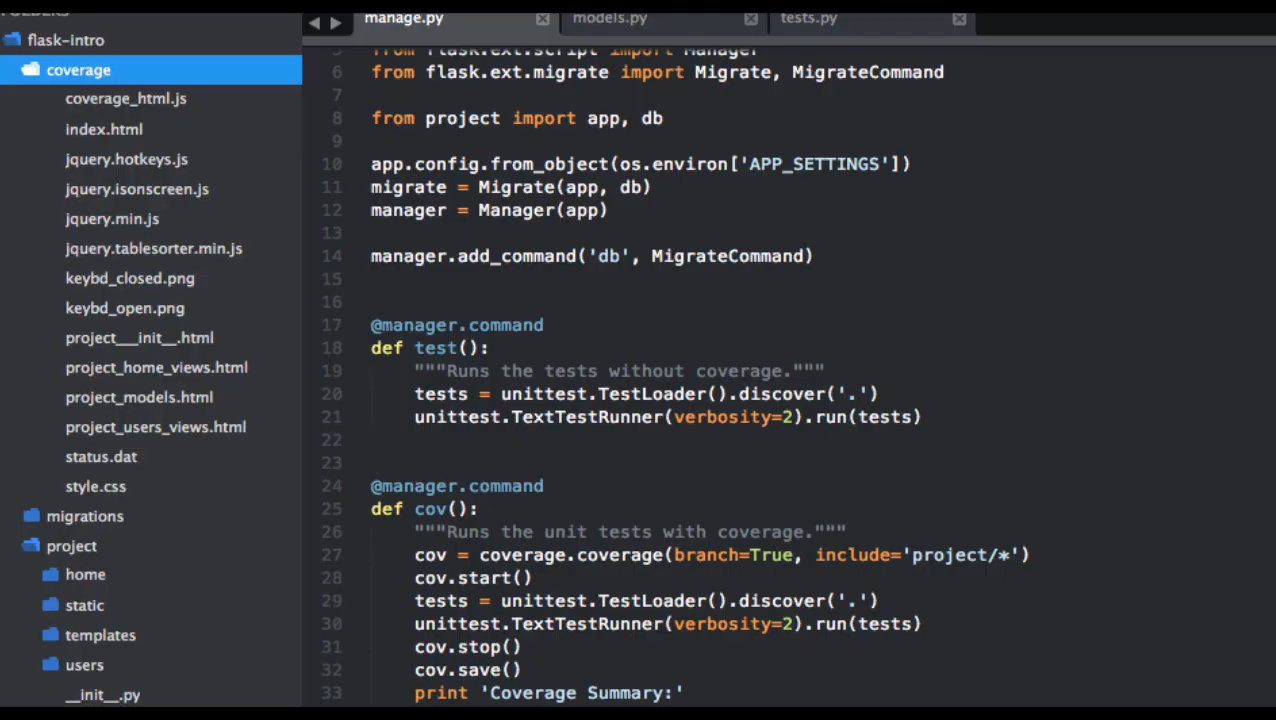 FOLDERS
flask-intro
coverage
coverage_html.js
index.html
jquery.hotkeys.js
jquery.isonscreen.js
jquery.min.js
jquery.tablesorter.min.js
keybd_closed.png
keybd_open.png
project___init__.html
project_home_views.html
project_models.html
project_users_views.html
status.dat
style.css
migrations
project
home
static
templates
users
__init__.py
manage.py
models.py
tests.py
5 from flask.ext.script import Manager
6 from flask.ext.migrate import Migrate, MigrateCommand
7
8 from project import app, db
9
10 app.config.from_object(os.environ['APP_SETTINGS'])
11 migrate = Migrate(app, db)
12 manager = Manager(app)
13
14 manager.add_command('db', MigrateCommand)
15
16
17 @manager.command
18 def test():
19 """Runs the tests without coverage."""
20 tests = unittest.TestLoader().discover('.')
21 unittest.TextTestRunner(verbosity=2).run(tests)
22
23
24 @manager.command
25 def cov():
26 """Runs the unit tests with coverage."""
27 cov = coverage.coverage(branch=True, include='project/*')
28 cov.start()
29 tests = unittest.TestLoader().discover('.')
30 unittest.TextTestRunner(verbosity=2).run(tests)
31 cov.stop()
32 cov.save()
33 print 'Coverage Summary:'